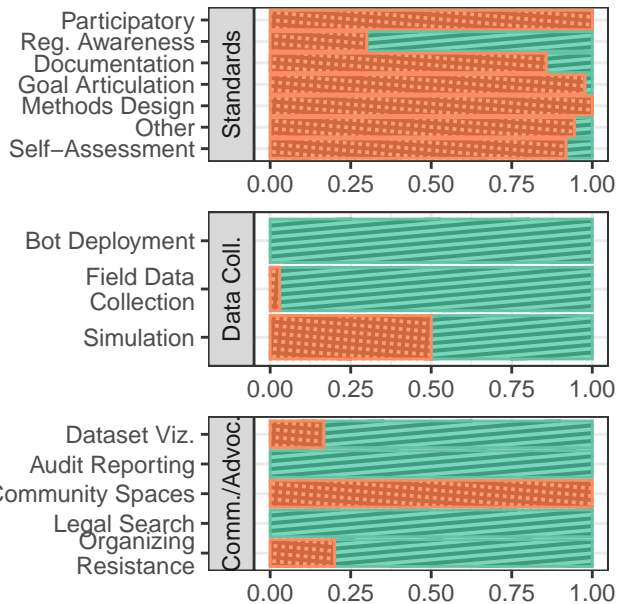 Participatory
Reg. Awareness
Documentation
Goal Articulation
Methods Design
Other
Self−Assessment
Standards
0.00 0.25 0.50 0.75 1.00
Bot Deployment
Field Data
Collection
Simulation
Data Coll.
0.00 0.25 0.50 0.75 1.00
Dataset Viz.
Audit Reporting
Community Spaces
Legal Search
Organizing
Resistance
Comm./Advoc.
0.00 0.25 0.50 0.75 1.00